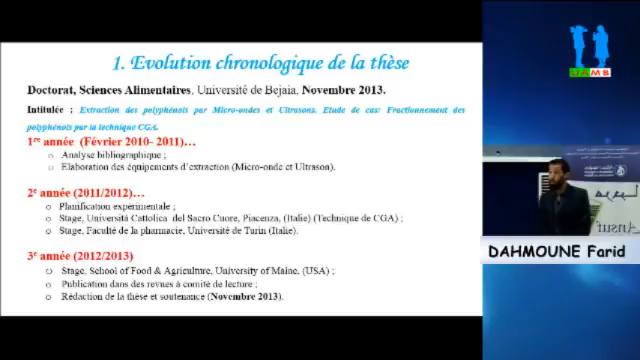 1. Evolution chronologique de la thèse
Doctorat, Sciences Alimentaires, Université de Bejaia, Novembre 2013.
Intitulée : Extraction des polyphénols par Micro-ondes et Ultrasons. Etude de cas: Fractionnement des
polyphénols par la technique CGA.
1re année (Février 2010- 2011)…
o Analyse bibliographique ;
o Elaboration des équipements d’extraction (Micro-onde et Ultrason).
2e année (2011/2012)…
o Planification expérimentale ;
o Stage, Università Cattolica del Sacro Cuore, Piacenza, (Italie) (Technique de CGA) ;
o Stage, Faculté de la pharmacie, Université de Turin (Italie).
3e année (2012/2013)
o Stage, School of Food & Agriculture, University of Maine, (USA) ;
o Publication dans des revues à comité de lecture ;
o Rédaction de la thèse et soutenance (Novembre 2013).
UAMB
مرحبا
Ansuf
DAHMOUNE Farid